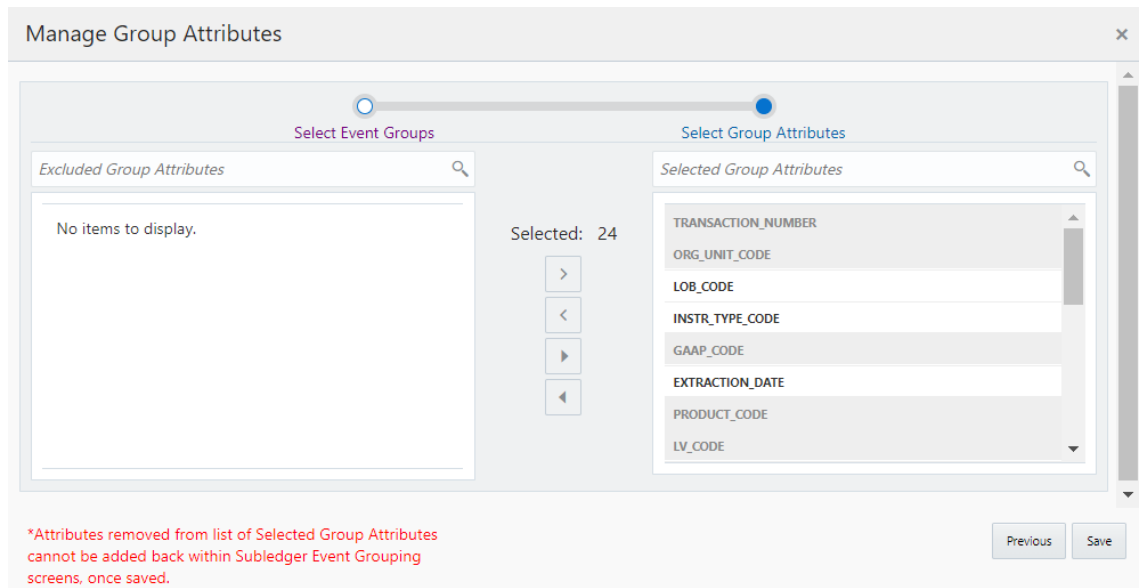 Manage Group Attributes
Select Event Groups
Select Group Attributes
Excluded Group Attributes
Selected Group Attributes
No items to display.
Selected: 24
TRANSACTION_NUMBER
ORG_UNIT_CODE
LOB_CODE
INSTR_TYPE_CODE
GAAP_CODE
EXTRACTION_DATE
PRODUCT_CODE
LV_CODE
*Attributes removed from list of Selected Group Attributes
cannot be added back within Subledger Event Grouping
screens, once saved.
Previous
Save